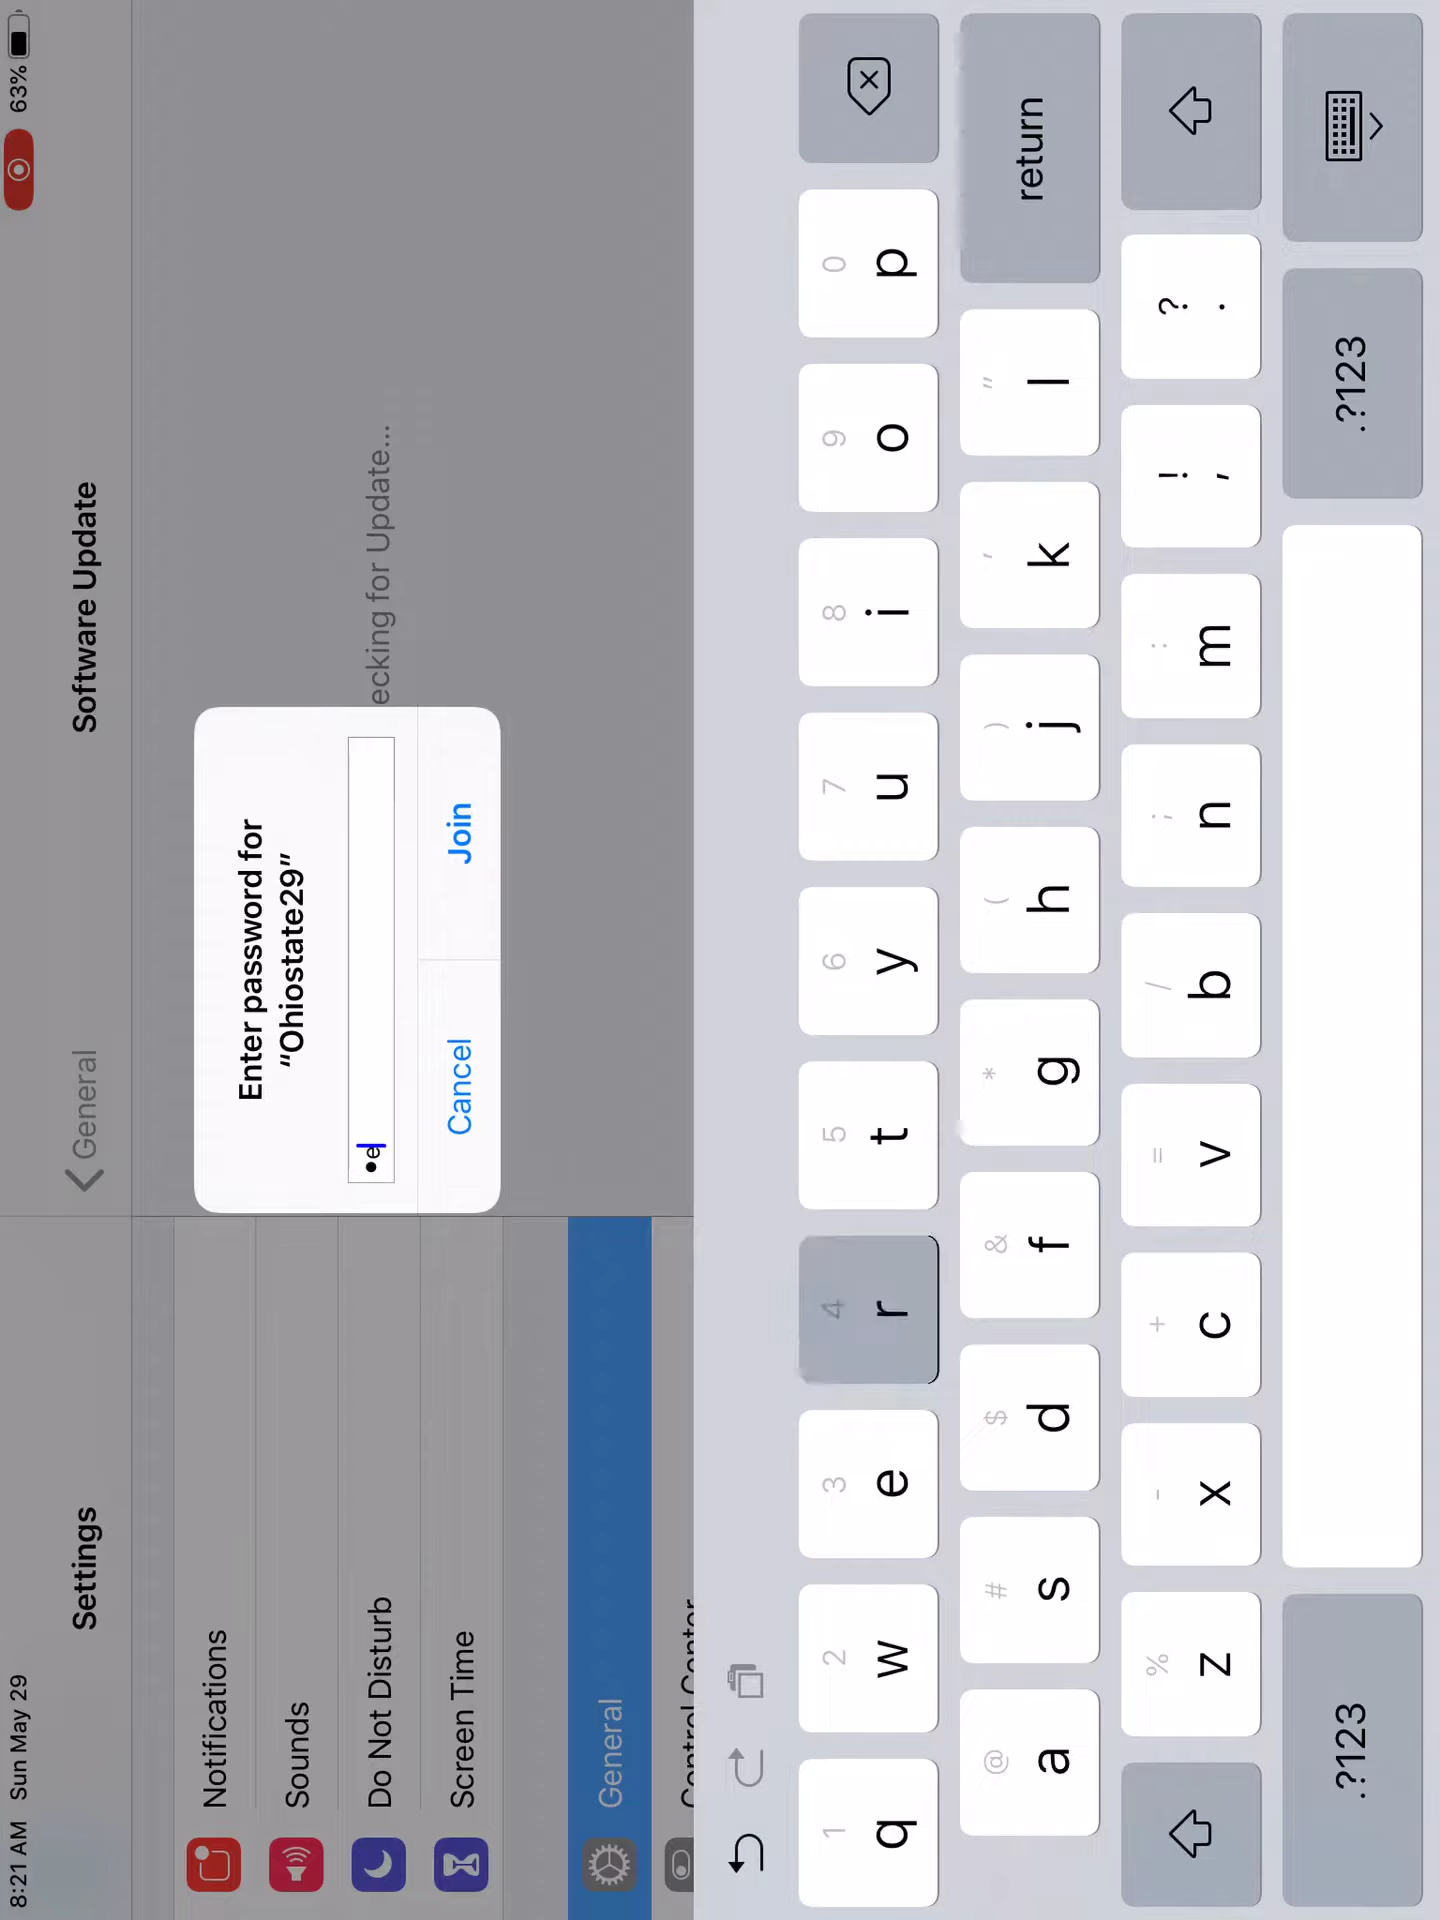 8:21 AM Sun May 29
63%
Settings
Notifications
Sounds
Do Not Disturb
Screen Time
General
Control Center
General
Software Update
ecking for Update...
Enter password for
“Ohiostate29”
•e
Cancel
Join
1 2 3 4 5 6 7 8 9 0
q w e r t y u i o p
@ # $ & * ( ) ' "
a s d f g h j k l return
% - + = / ; : ! ?
z x c v b n m , .
.?123 .?123